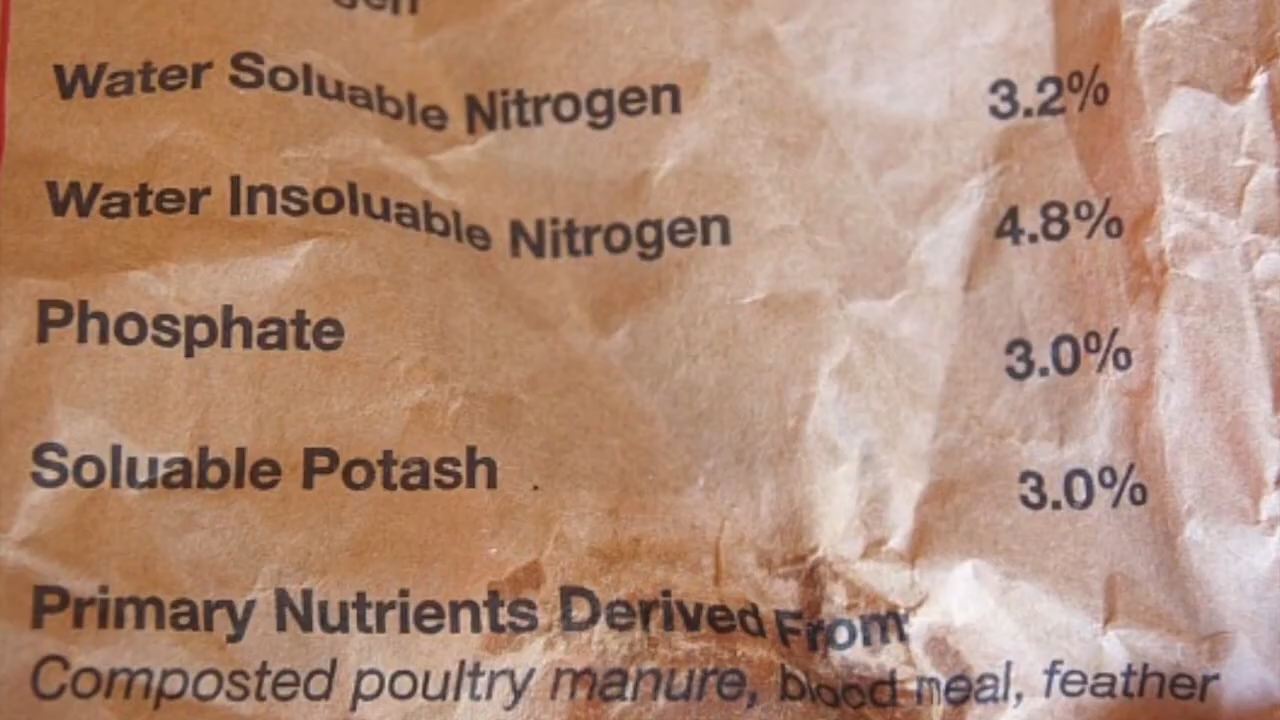 Water Soluable Nitrogen 3.2%
Water Insoluable Nitrogen 4.8%
Phosphate 3.0%
Soluable Potash 3.0%
Primary Nutrients Derived From
Composted poultry manure, blood meal, feather